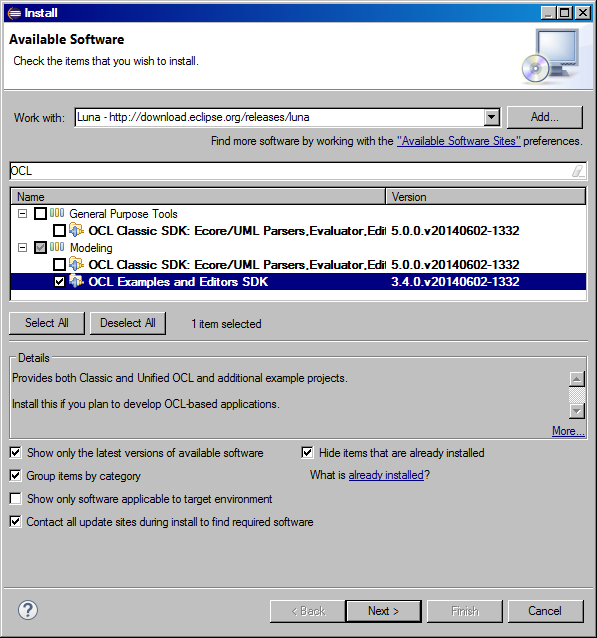 Install
Available Software
Check the items that you wish to install.
Work with: Luna - http://download.eclipse.org/releases/luna Add...
Find more software by working with the "Available Software Sites" preferences.
OCL
Name Version
General Purpose Tools
OCL Classic SDK: Ecore/UML Parsers,Evaluator,Edit 5.0.0.v20140602-1332
Modeling
OCL Classic SDK: Ecore/UML Parsers,Evaluator,Edit 5.0.0.v20140602-1332
OCL Examples and Editors SDK 3.4.0.v20140602-1332
Select All Deselect All 1 item selected
Details
Provides both Classic and Unified OCL and additional example projects.
Install this if you plan to develop OCL-based applications.
More...
Show only the latest versions of available software Hide items that are already installed
Group items by category What is already installed?
Show only software applicable to target environment
Contact all update sites during install to find required software
? < Back Next > Finish Cancel